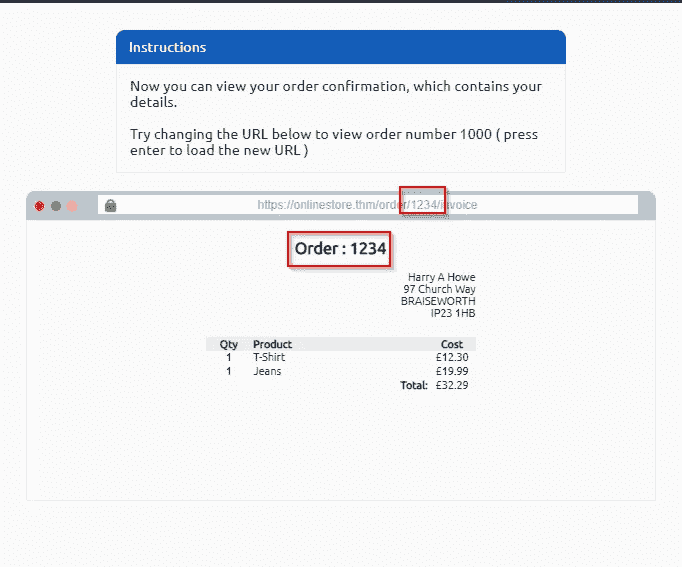 Instructions
Now you can view your order confirmation, which contains your
details.
Try changing the URL below to view order number 1000 ( press
enter to load the new URL )
https://onlinestore.thm/order/1234/invoice
Order : 1234
Harry A Howe
97 Church Way
BRAISEWORTH
IP23 1HB
Qty Product Cost
1 T-Shirt £12.30
1 Jeans £19.99
Total: £32.29